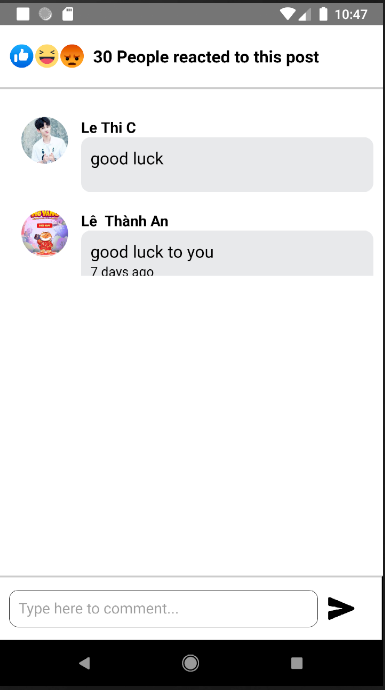 10:47
30 People reacted to this post
Le Thi C
good luck
Lê  Thành An
good luck to you
7 days ago
Type here to comment...